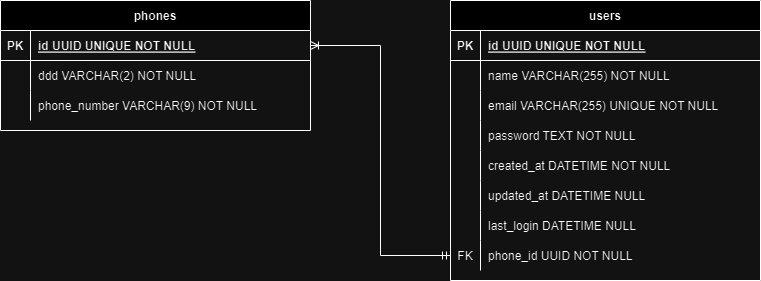 phones
PK id UUID UNIQUE NOT NULL
ddd VARCHAR(2) NOT NULL
phone_number VARCHAR(9) NOT NULL
users
PK id UUID UNIQUE NOT NULL
name VARCHAR(255) NOT NULL
email VARCHAR(255) UNIQUE NOT NULL
password TEXT NOT NULL
created_at DATETIME NOT NULL
updated_at DATETIME NULL
last_login DATETIME NULL
FK phone_id UUID NOT NULL